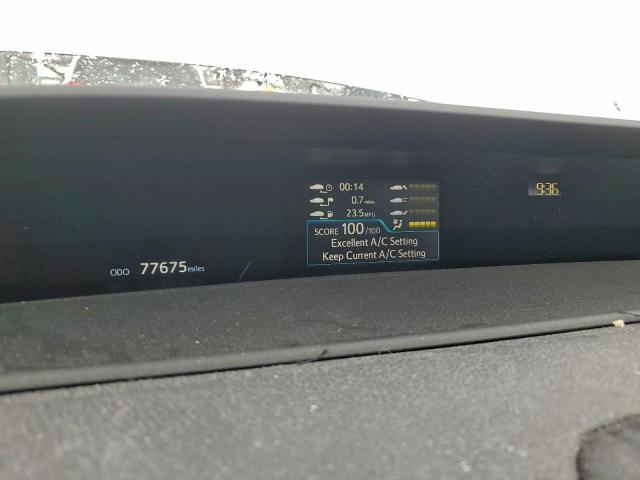 00:14
0.7 miles
23.5 MPG
SCORE 100/100
Excellent A/C Setting
Keep Current A/C Setting
ODO 77675 miles
9:36